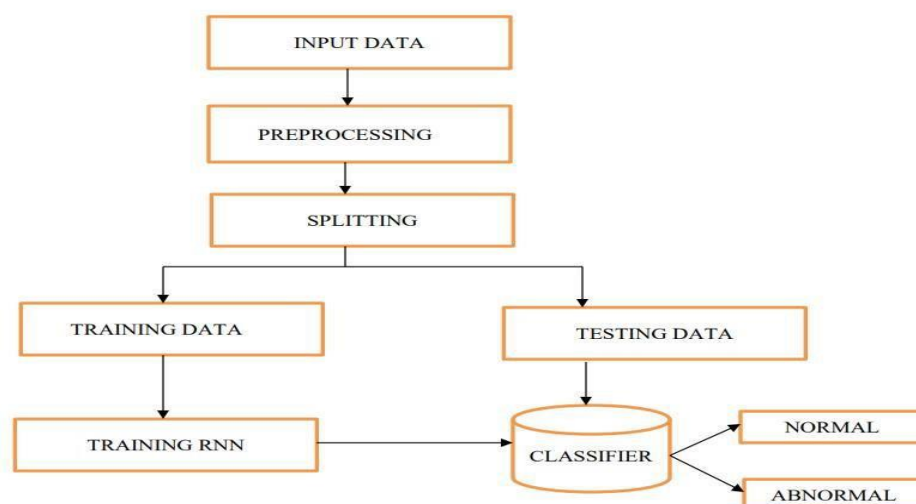 INPUT DATA
PREPROCESSING
SPLITTING
TRAINING DATA
TESTING DATA
TRAINING RNN
CLASSIFIER
NORMAL
ABNORMAL